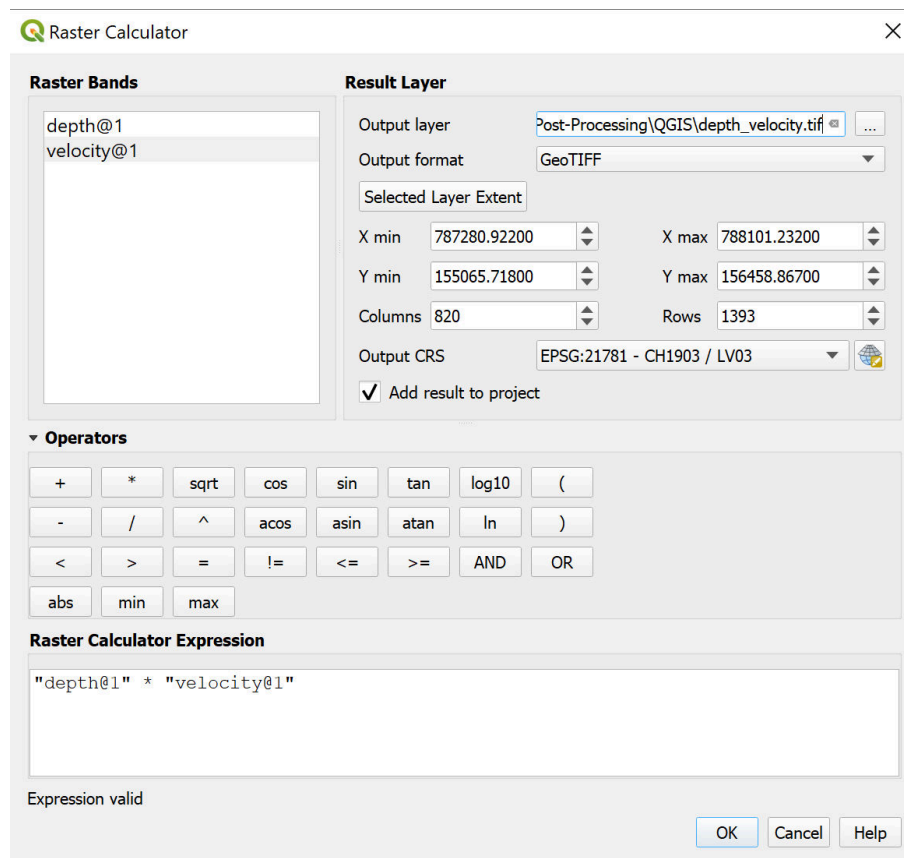 Raster Calculator
Raster Bands
depth@1
velocity@1
Result Layer
Output layer Post-Processing\QGIS\depth_velocity.tif ...
Output format GeoTIFF
Selected Layer Extent
X min 787280.92200 X max 788101.23200
Y min 155065.71800 Y max 156458.86700
Columns 820 Rows 1393
Output CRS EPSG:21781 - CH1903 / LV03
Add result to project
Operators
+ * sqrt cos sin tan log10 (
- / ^ acos asin atan ln )
< > = != <= >= AND OR
abs min max
Raster Calculator Expression
"depth@1" * "velocity@1"
Expression valid
OK Cancel Help